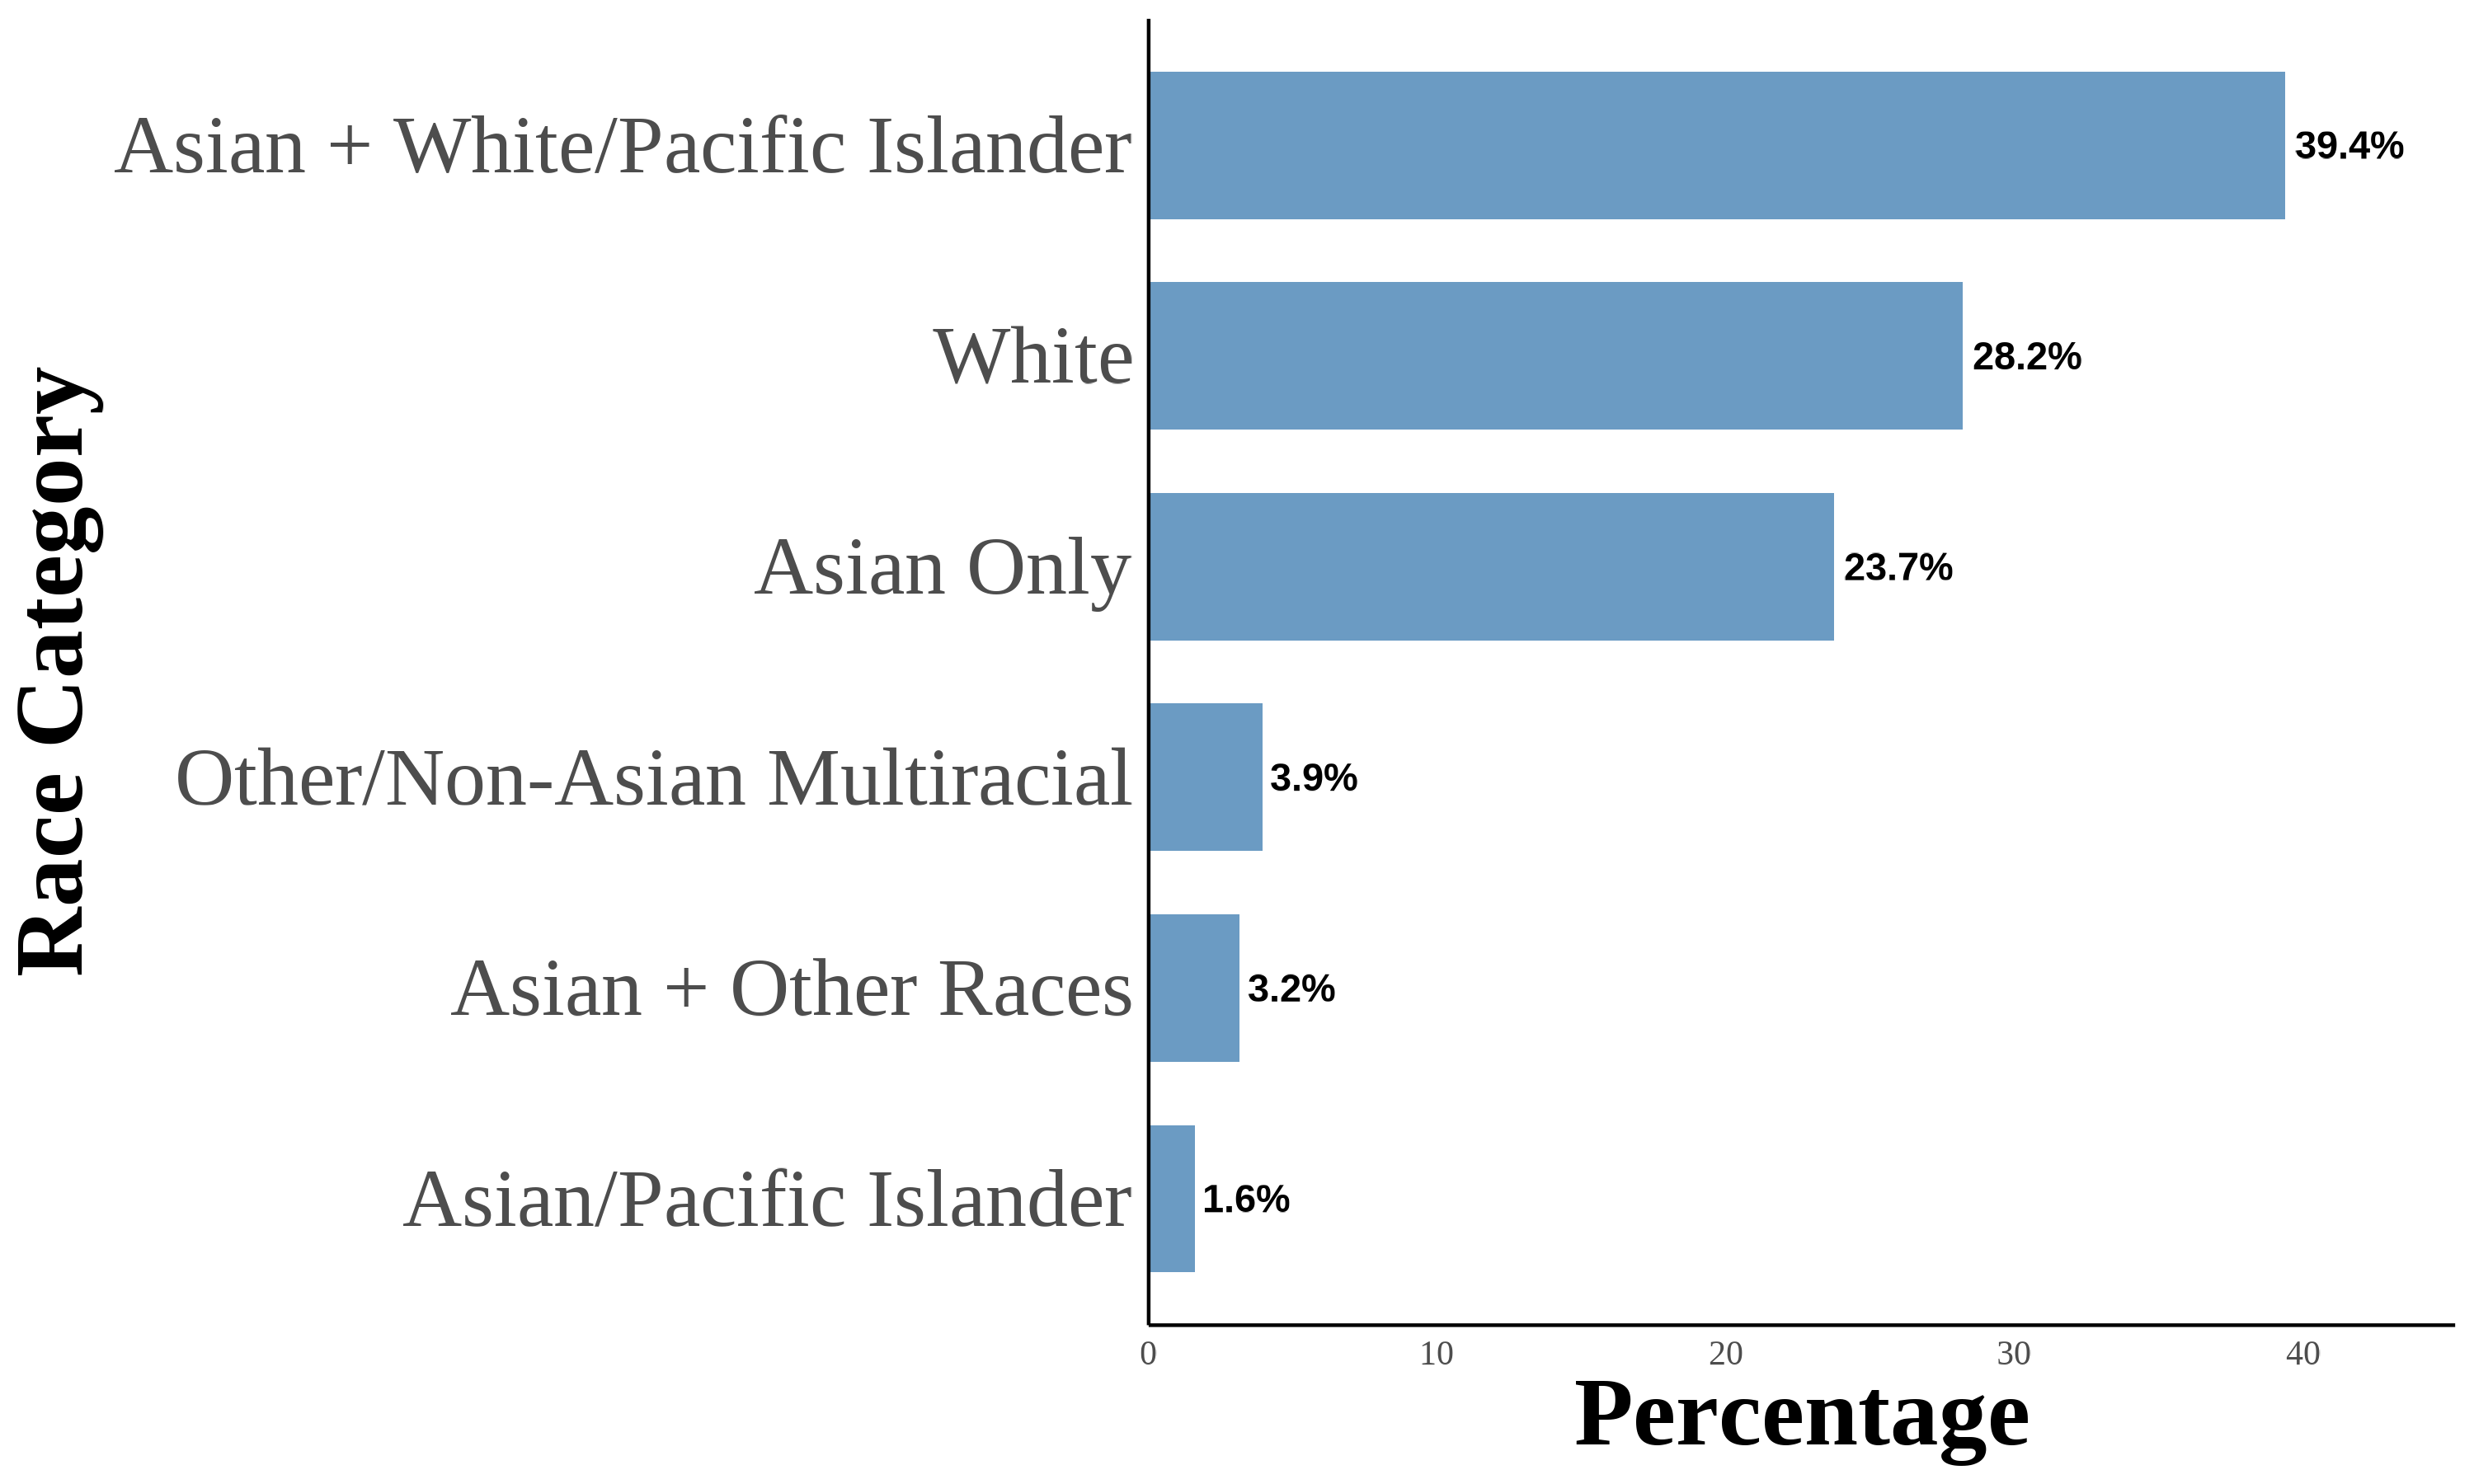 Race Category
Asian + White/Pacific Islander
39.4%
White
28.2%
Asian Only
23.7%
Other/Non-Asian Multiracial
3.9%
Asian + Other Races
3.2%
Asian/Pacific Islander
1.6%
0 10 20 30 40
Percentage